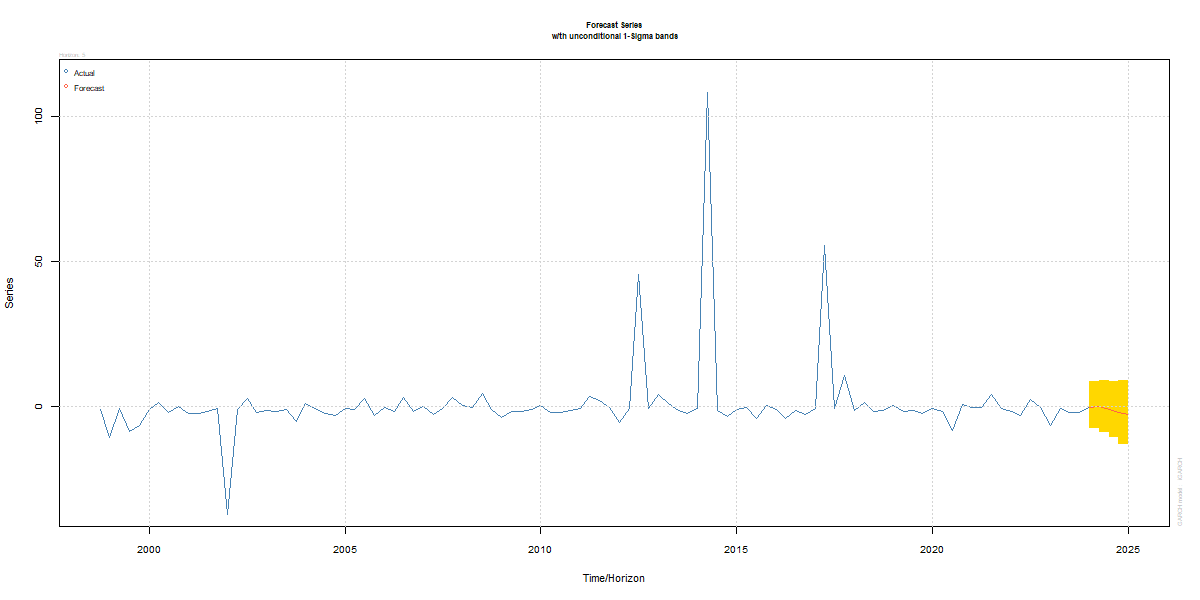 Forecast Series
with unconditional 1-Sigma bands
Horizon: 5
Actual
Forecast
100
50
0
Series
2000
2005
2010
2015
2020
2025
Time/Horizon
GARCH model : iGARCH